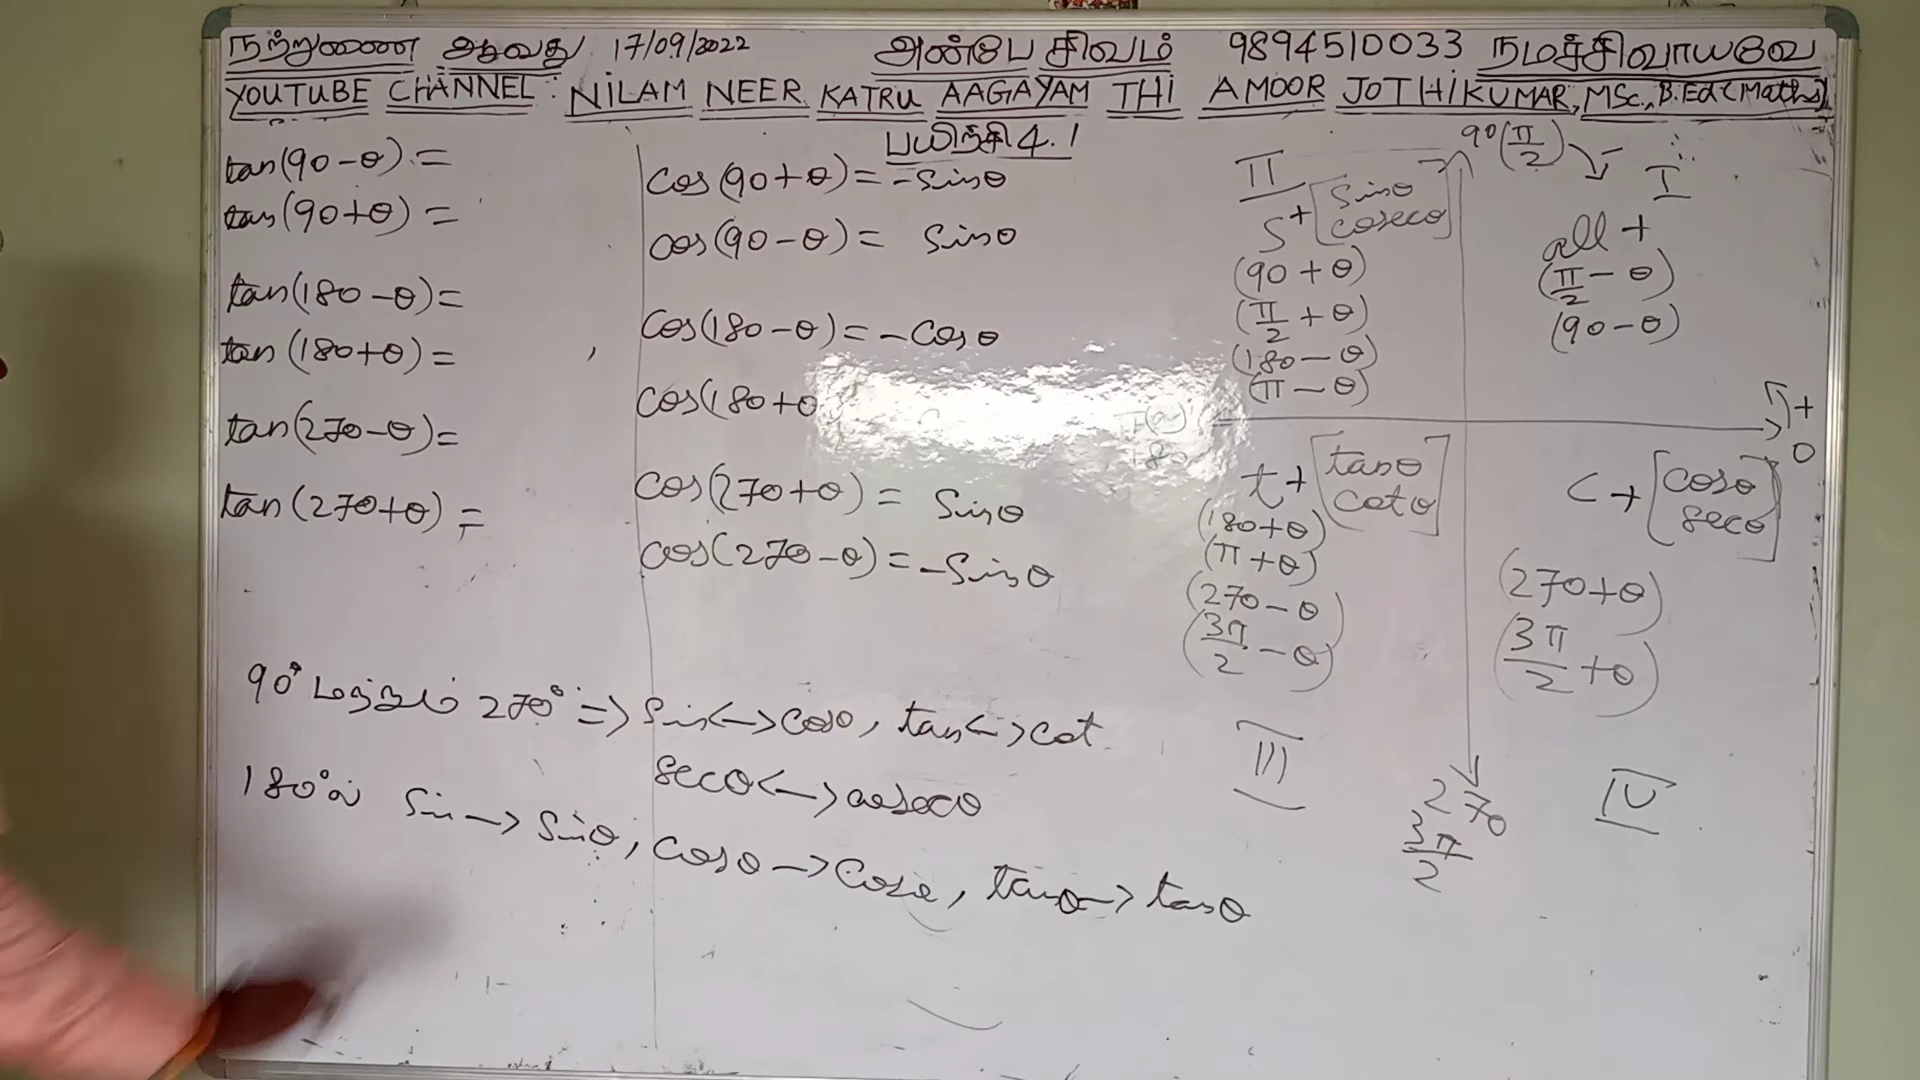 நற்றுணை ஆவது 17/09/2022 அன்பே சிவம் 9894510033 நமச்சிவாயவே
YOUTUBE CHANNEL : NILAM NEER KATRU AAGAYAM THI AMOOR JOTHIKUMAR, MSc., B.Ed (Maths)
பயிற்சி 4.1
tan(90-θ) =
tan(90+θ) =
tan(180-θ) =
tan(180+θ) =
tan(270-θ) =
tan(270+θ) =
cos(90+θ) = -sinθ
cos(90-θ) = sinθ
cos(180-θ) = -cosθ
cos(180+θ
cos(270+θ) = sinθ
cos(270-θ) = -sinθ
90(π/2)
II
S+ [sinθ
cosecθ]
(90+θ)
(π/2+θ)
(180-θ)
(π-θ)
I
all +
(π/2-θ)
(90-θ)
+
0
180
t+ [tanθ
cotθ]
(180+θ)
(π+θ)
(270-θ)
(3π/2-θ)
III
C+ [cosθ
secθ]
(270+θ)
(3π/2+θ)
IV
270
3π/2
90° மற்றும் 270° => sin<->cosθ, tan<->cot
secθ<->cosecθ
180°ல் sin->sinθ, cosθ->cosθ, tanθ->tanθ